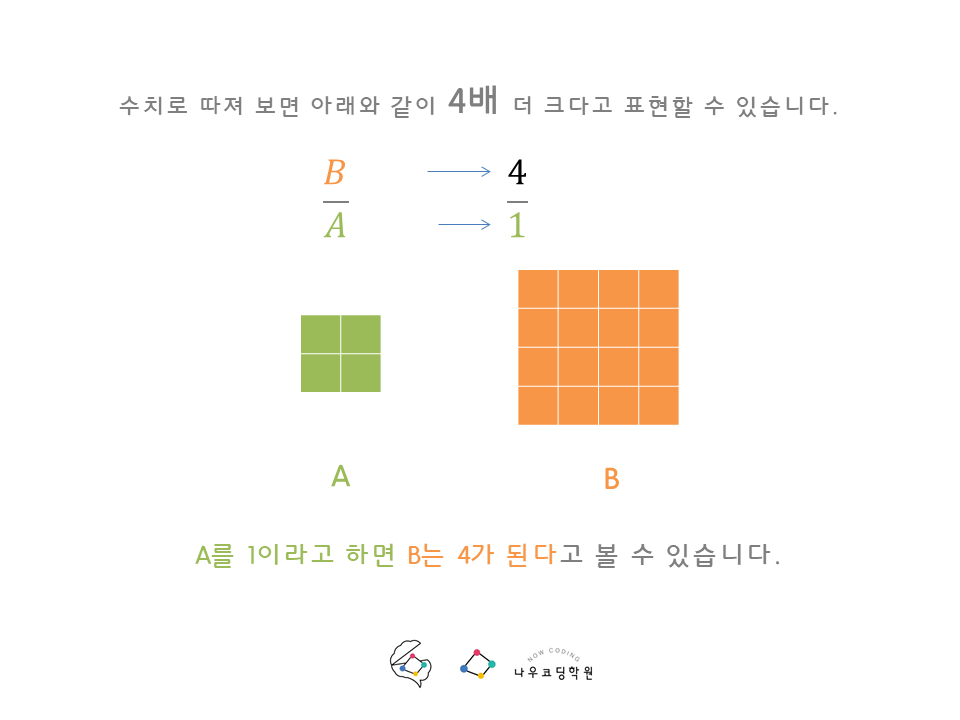 수치로 따져 보면 아래와 같이 4배 더 크다고 표현할 수 있습니다.
B 4
A 1
A B
A를 1이라고 하면 B는 4가 된다고 볼 수 있습니다.
NOW CODING
나우코딩학원